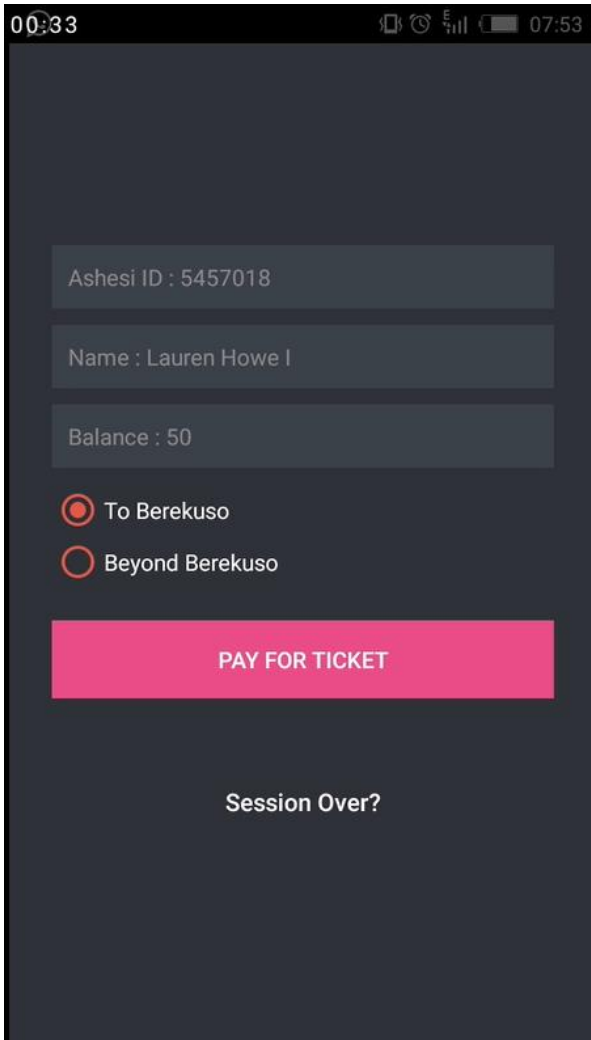 00:33 07:53
Ashesi ID : 5457018
Name : Lauren Howe I
Balance : 50
To Berekuso
Beyond Berekuso
PAY FOR TICKET
Session Over?